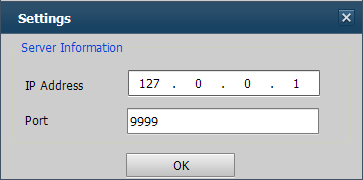 Settings
Server Information
IP Address 127 . 0 . 0 . 1
Port 9999
OK